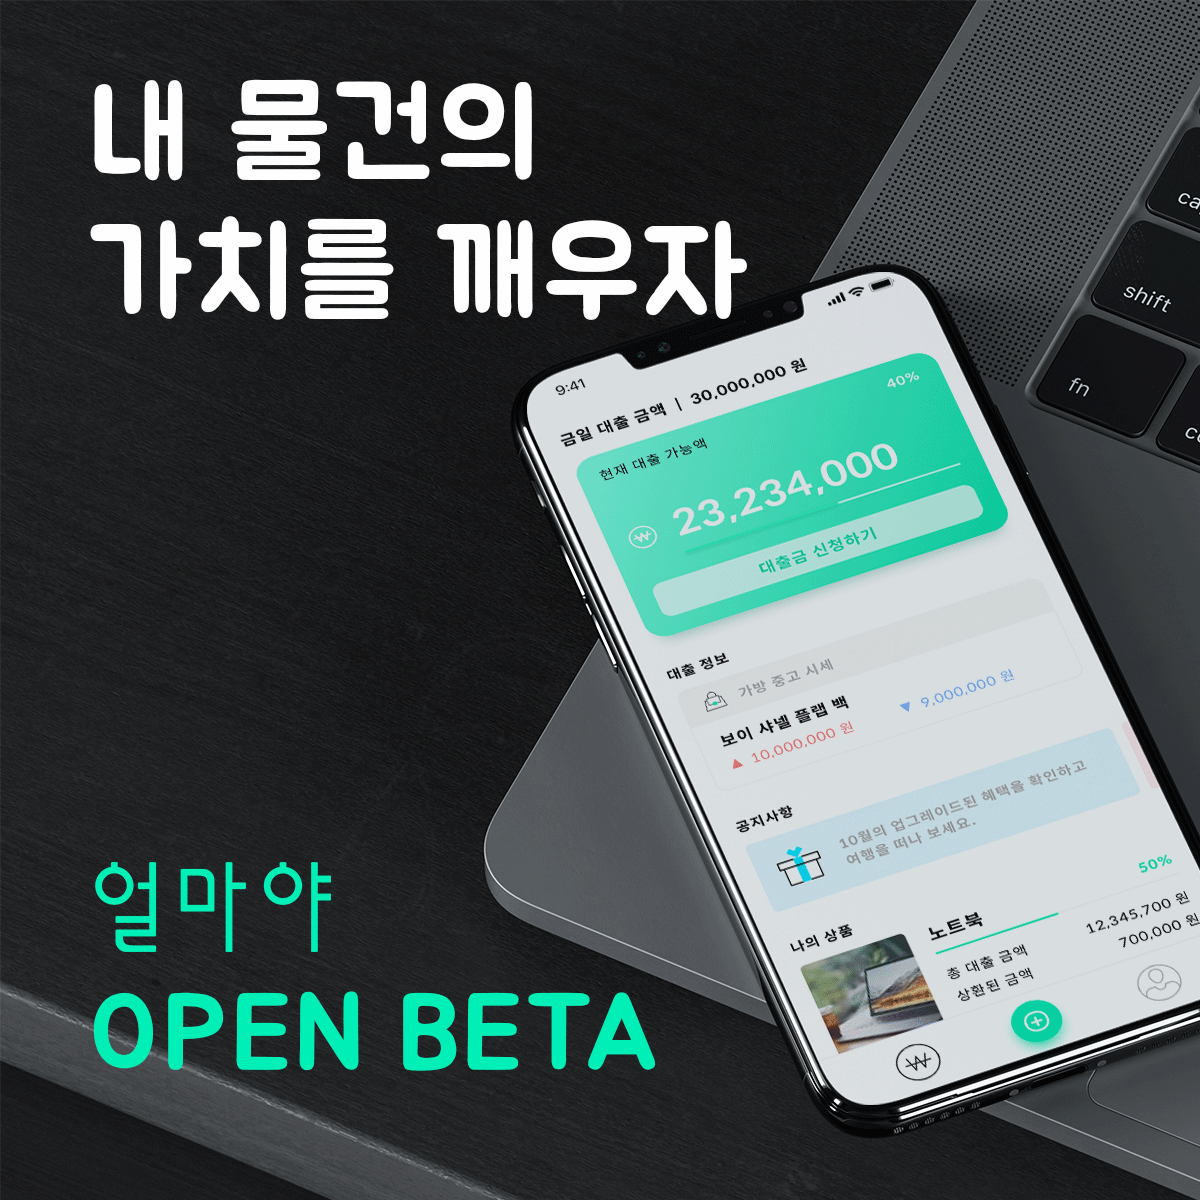 내 물건의
가치를 깨우자
9:41
금일 대출 금액 | 30,000,000 원
현재 대출 가능액
40%
23,234,000
대출금 신청하기
대출 정보
가방 중고 시세
보이 샤넬 플랩 백
▲ 10,000,000 원
▼ 9,000,000 원
공지사항
10월의 업그레이드된 혜택을 확인하고
여행을 떠나 보세요.
나의 상품
노트북
50%
총 대출 금액
12,345,700 원
상환된 금액
700,000 원
shift
fn
얼마야
OPEN BETA